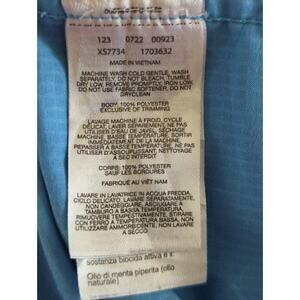 123 0722 00923
XS7734 1703632
MADE IN VIETNAM
MACHINE WASH COLD GENTLE, WASH
SEPARATELY, DO NOT BLEACH, TUMBLE
DRY LOW, REMOVE PROMPTLY, IRON LOW,
DO NOT USE FABRIC SOFTENER, DO NOT
DRYCLEAN
BODY: 100% POLYESTER
EXCLUSIVE OF TRIMMING
LAVAGE MACHINE À FROID, CYCLE
DÉLICAT, LAVER SÉPARÉMENT, NE PAS
UTILISER D'EAU DE JAVEL, SÉCHAGE
MACHINE, BASSE TEMPÉRATURE, SORTIR
IMMÉDIATEMENT DE LA MACHINE,
REPASSER À BASSE TEMPÉRATURE, NE PAS
UTILISER D'ADOUCISSANT, NETTOYAGE
À SEC INTERDIT
CORPS: 100% POLYESTER
SAUF LES BORDURES
FABRIQUÉ AU VIÊT NAM
LAVARE IN LAVATRICE IN ACQUA FREDDA,
CICLO DELICATO, LAVARE SEPARATAMENTE,
NON CANDEGGIARE, ASCIUGARE A
TAMBURO A BASSA TEMPERATURA,
RIMUOVERE TEMPESTIVAMENTE, STIRARE
CON FERRO A BASSA TEMPERATURA, NON
UTILIZZARE AMMORBIDENTE, NON LAVARE
A SECCO
sostanza biocida attiva è il
Olio di menta piperita (olio
naturale)